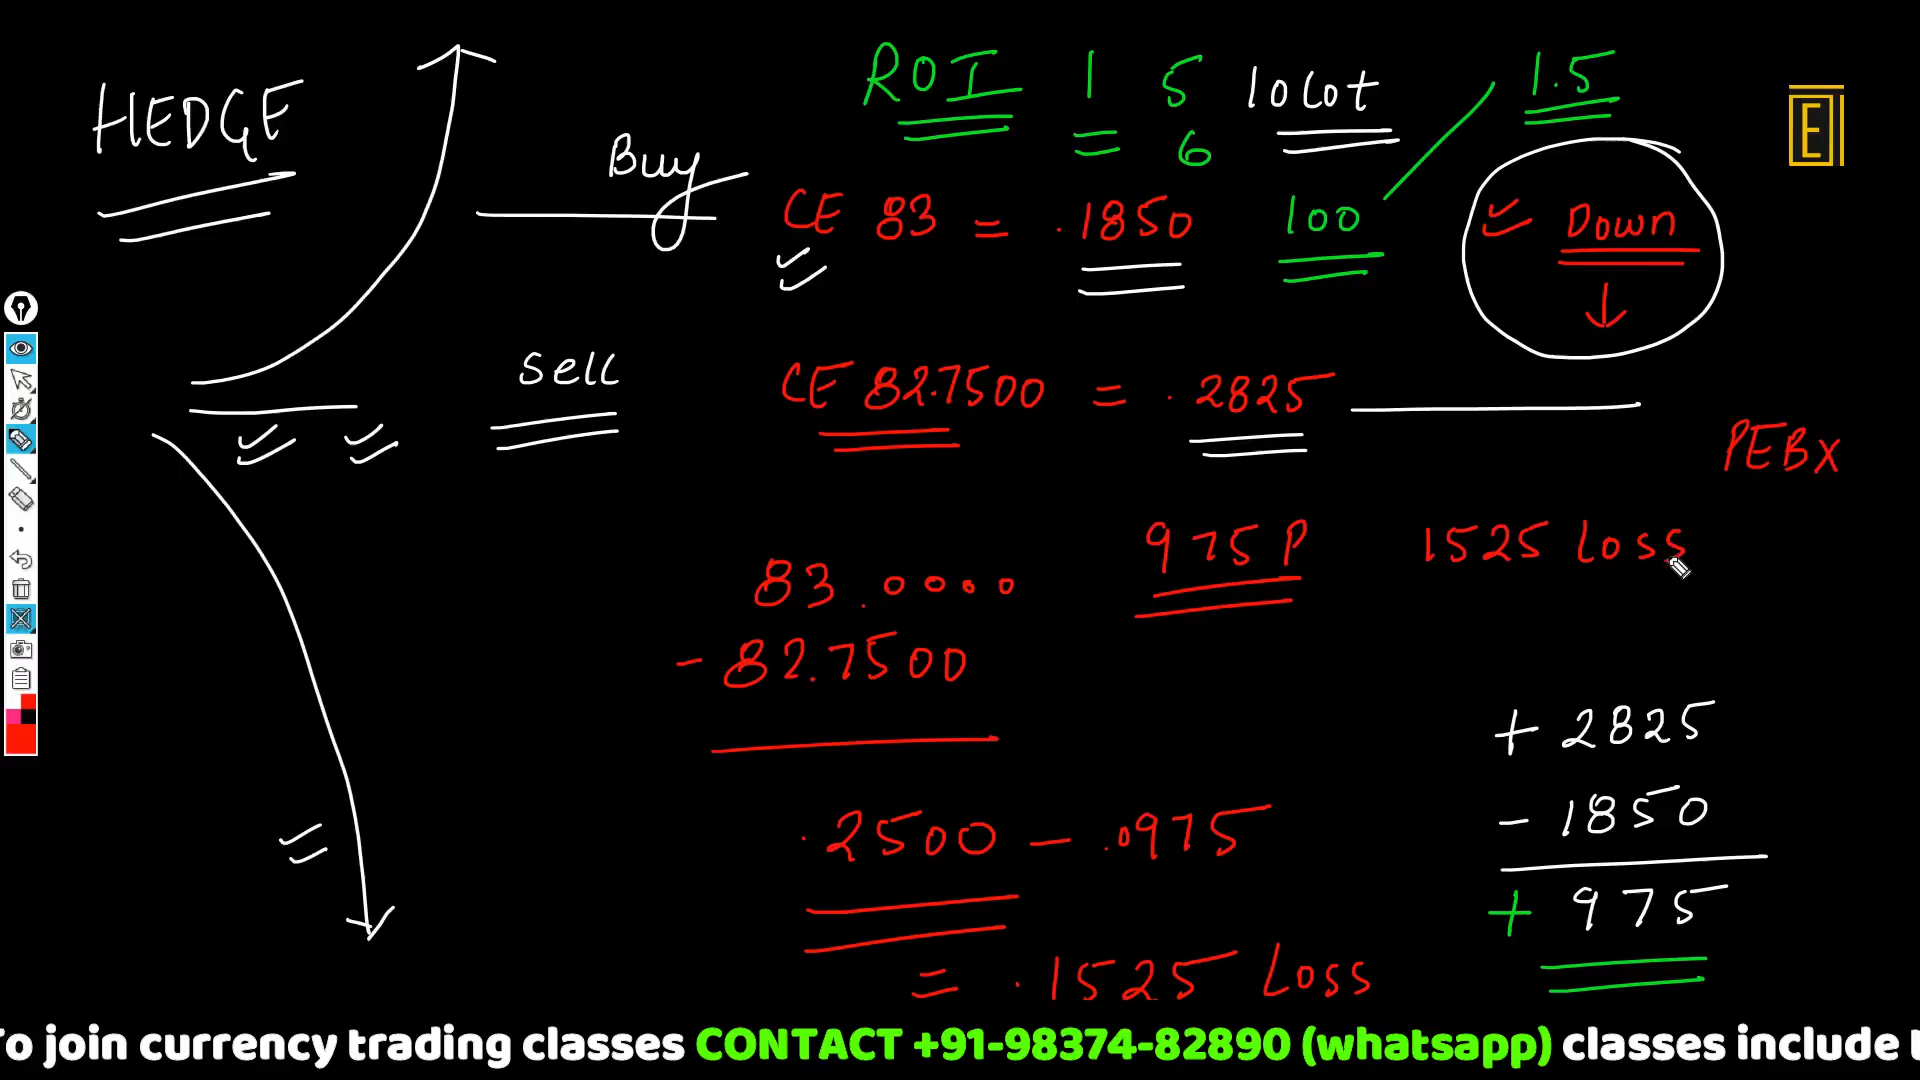 HEDGE
ROI 1 5 10 Lot 1.5
6
Buy
CE 83 = .1850 100
Down
Sell
CE 82.7500 = .2825
PEBX
975 P 1525 Loss
83.0000
- 82.7500
.2500 - .0975
= .1525 Loss
+ 2825
- 1850
+ 975
E
To join currency trading classes CONTACT +91-98374-82890 (whatsapp) classes include